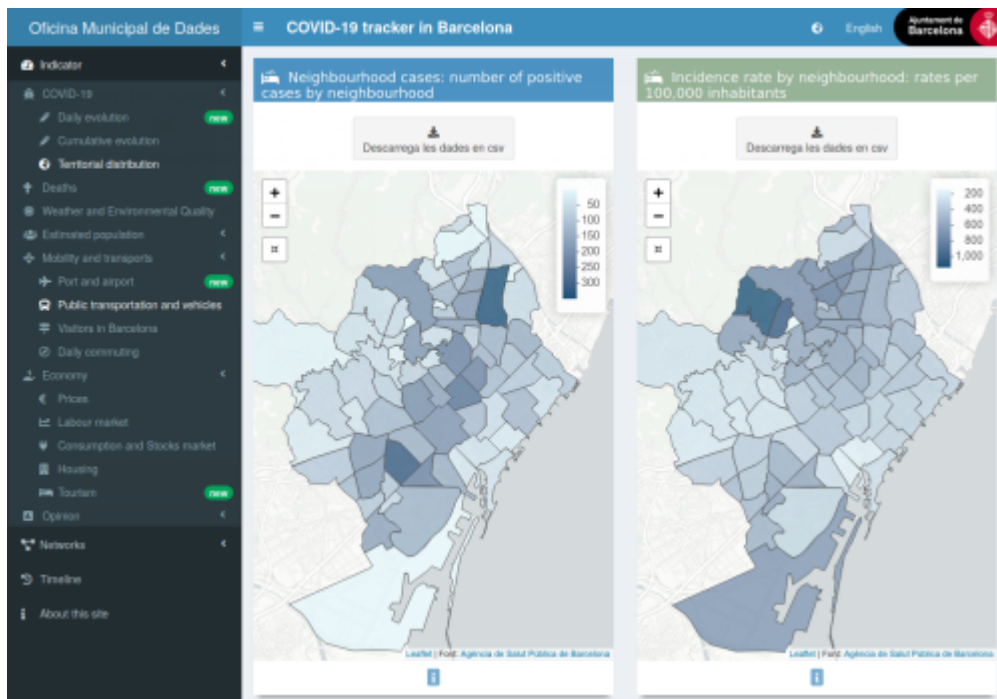 Oficina Municipal de Dades
COVID-19 tracker in Barcelona
English
Ajuntament de
Barcelona
Indicator
COVID-19
Daily evolution
new
Cumulative evolution
Territorial distribution
Deaths
new
Weather and Environmental Quality
Estimated population
Mobility and transports
Port and airport
new
Public transportation and vehicles
Visitors in Barcelona
Daily commuting
Economy
Prices
Labour market
Consumption and Stocks market
Housing
Tourism
new
Opinion
Networks
Timeline
About this site
Neighbourhood cases: number of positive
cases by neighbourhood
Descarrega les dades en csv
+
−
50
100
150
200
250
300
Leaflet | Font: Agència de Salut Pública de Barcelona
Incidence rate by neighbourhood: rates per
100,000 inhabitants
Descarrega les dades en csv
+
−
200
400
600
800
1,000
Leaflet | Font: Agència de Salut Pública de Barcelona